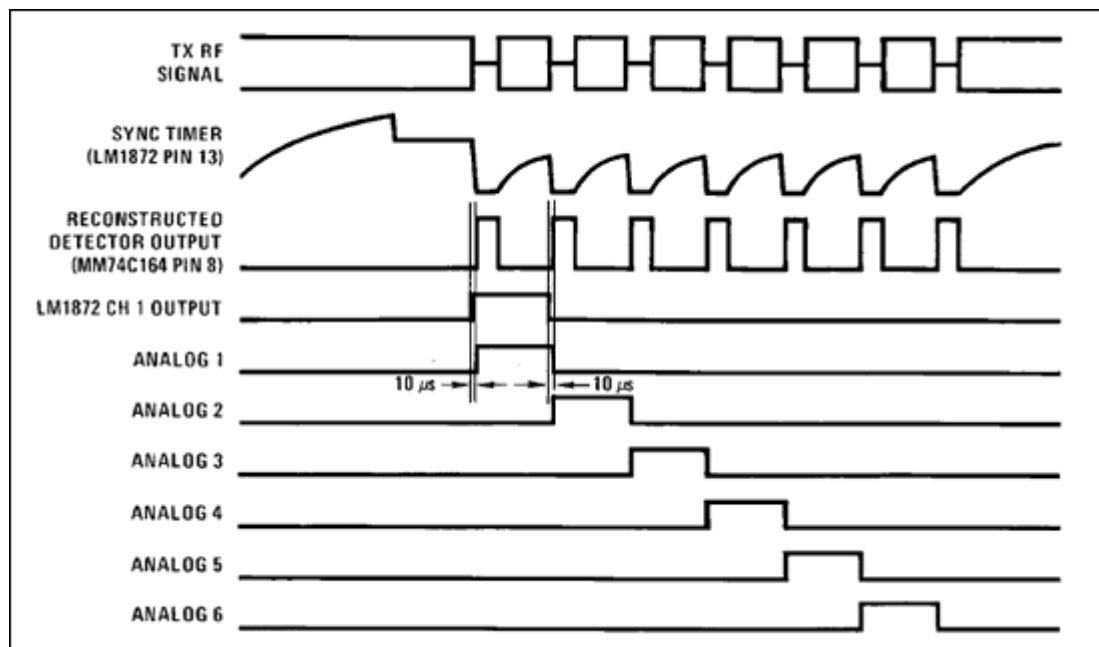 TX RF
SIGNAL
SYNC TIMER
(LM1872 PIN 13)
RECONSTRUCTED
DETECTOR OUTPUT
(MM74C164 PIN 8)
LM1872 CH 1 OUTPUT
ANALOG 1
10 μs 10 μs
ANALOG 2
ANALOG 3
ANALOG 4
ANALOG 5
ANALOG 6